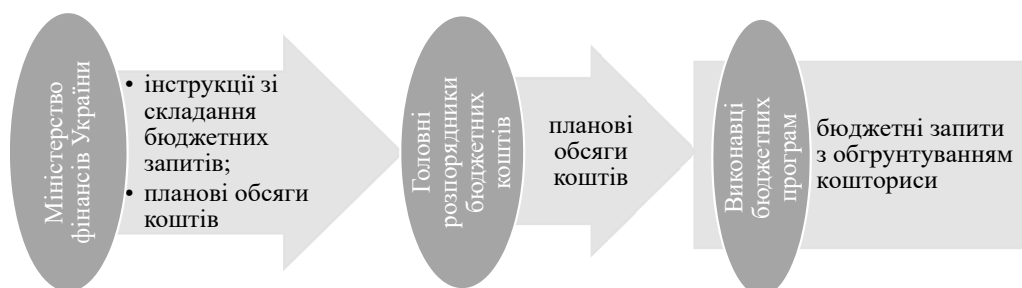 Міністерство
фінансів України
• інструкції зі
складання
бюджетних
запитів;
• планові обсяги
коштів
Головні
розпорядники
бюджетних
коштів
планові
обсяги
коштів
Виконавці
бюджетних
програм
бюджетні запити
з обгрунтуванням
кошториси